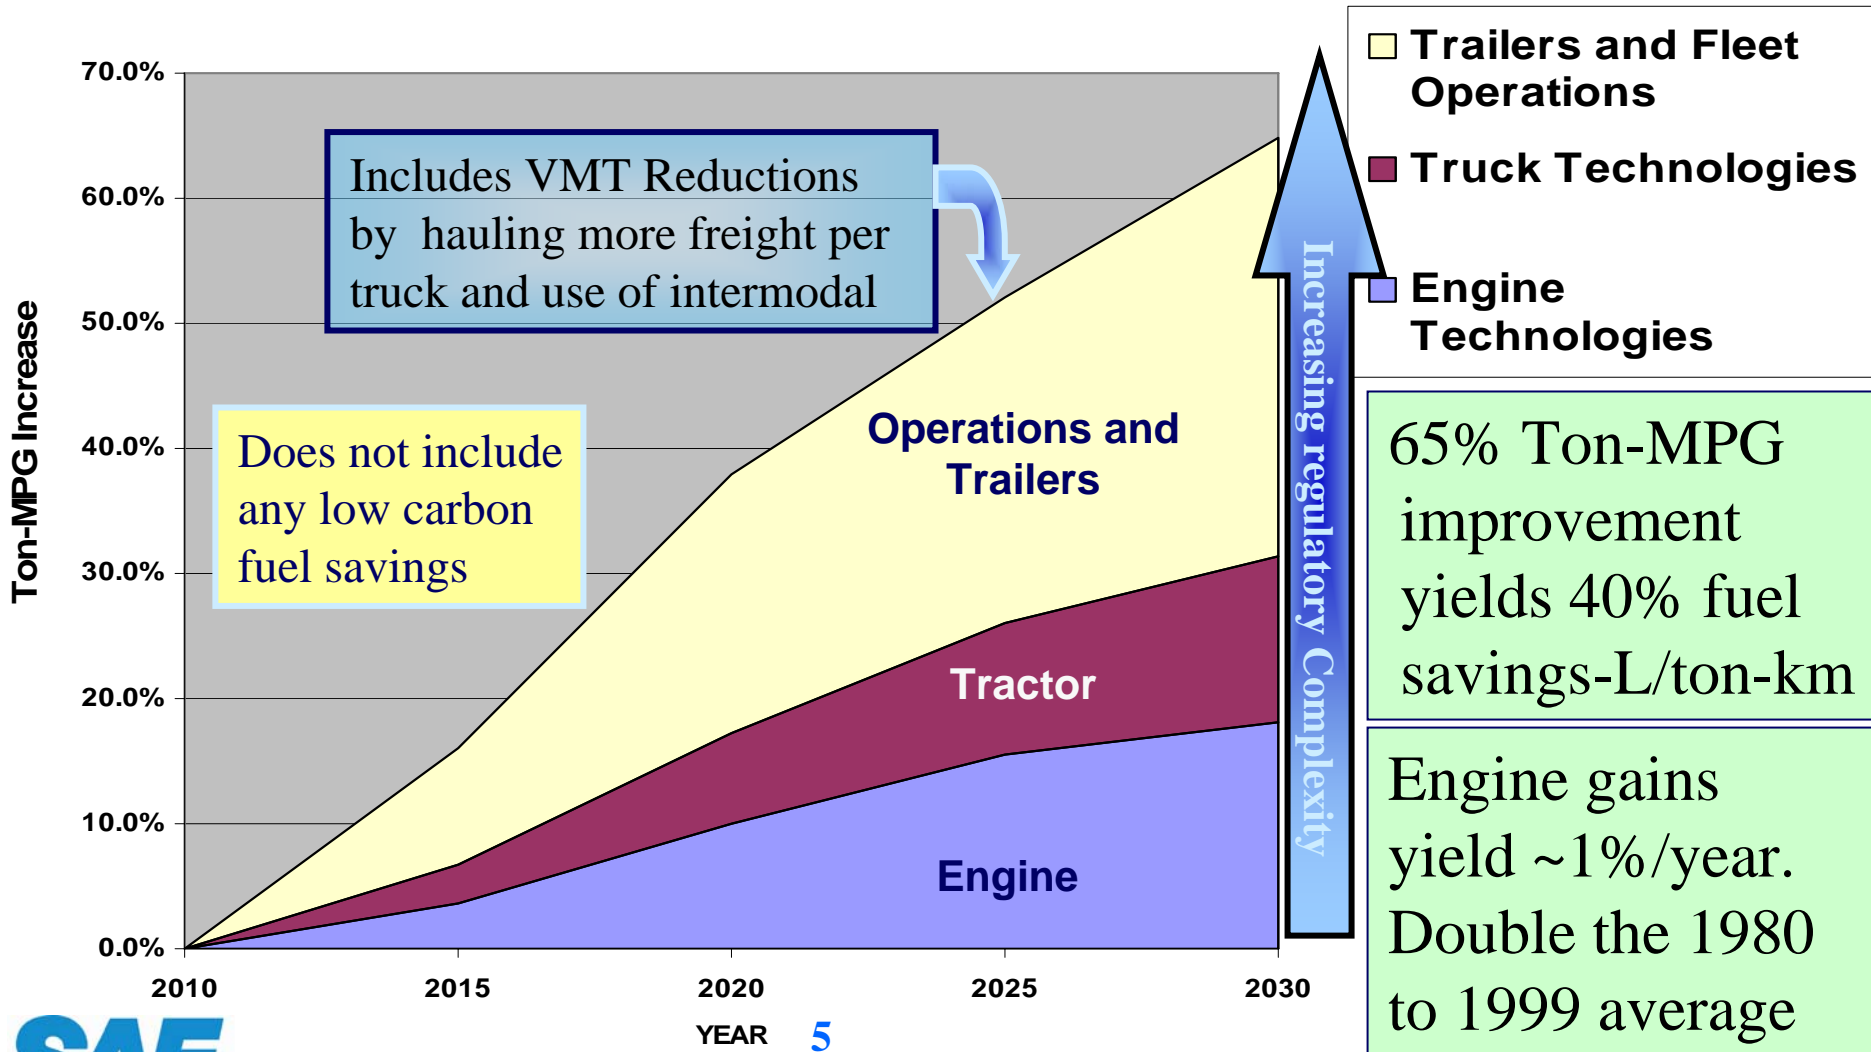 Trailers and Fleet
Operations
Truck Technologies
Engine
Technologies
70.0%
60.0%
50.0%
40.0%
30.0%
20.0%
10.0%
0.0%
Ton-MPG Increase
Includes VMT Reductions
by hauling more freight per
truck and use of intermodal
Does not include
any low carbon
fuel savings
Operations and
Trailers
Tractor
Engine
Increasing regulatory Complexity
65% Ton-MPG
improvement
yields 40% fuel
savings-L/ton-km
Engine gains
yield ~1%/year.
Double the 1980
to 1999 average
2010
2015
2020
2025
2030
YEAR
5
SAE